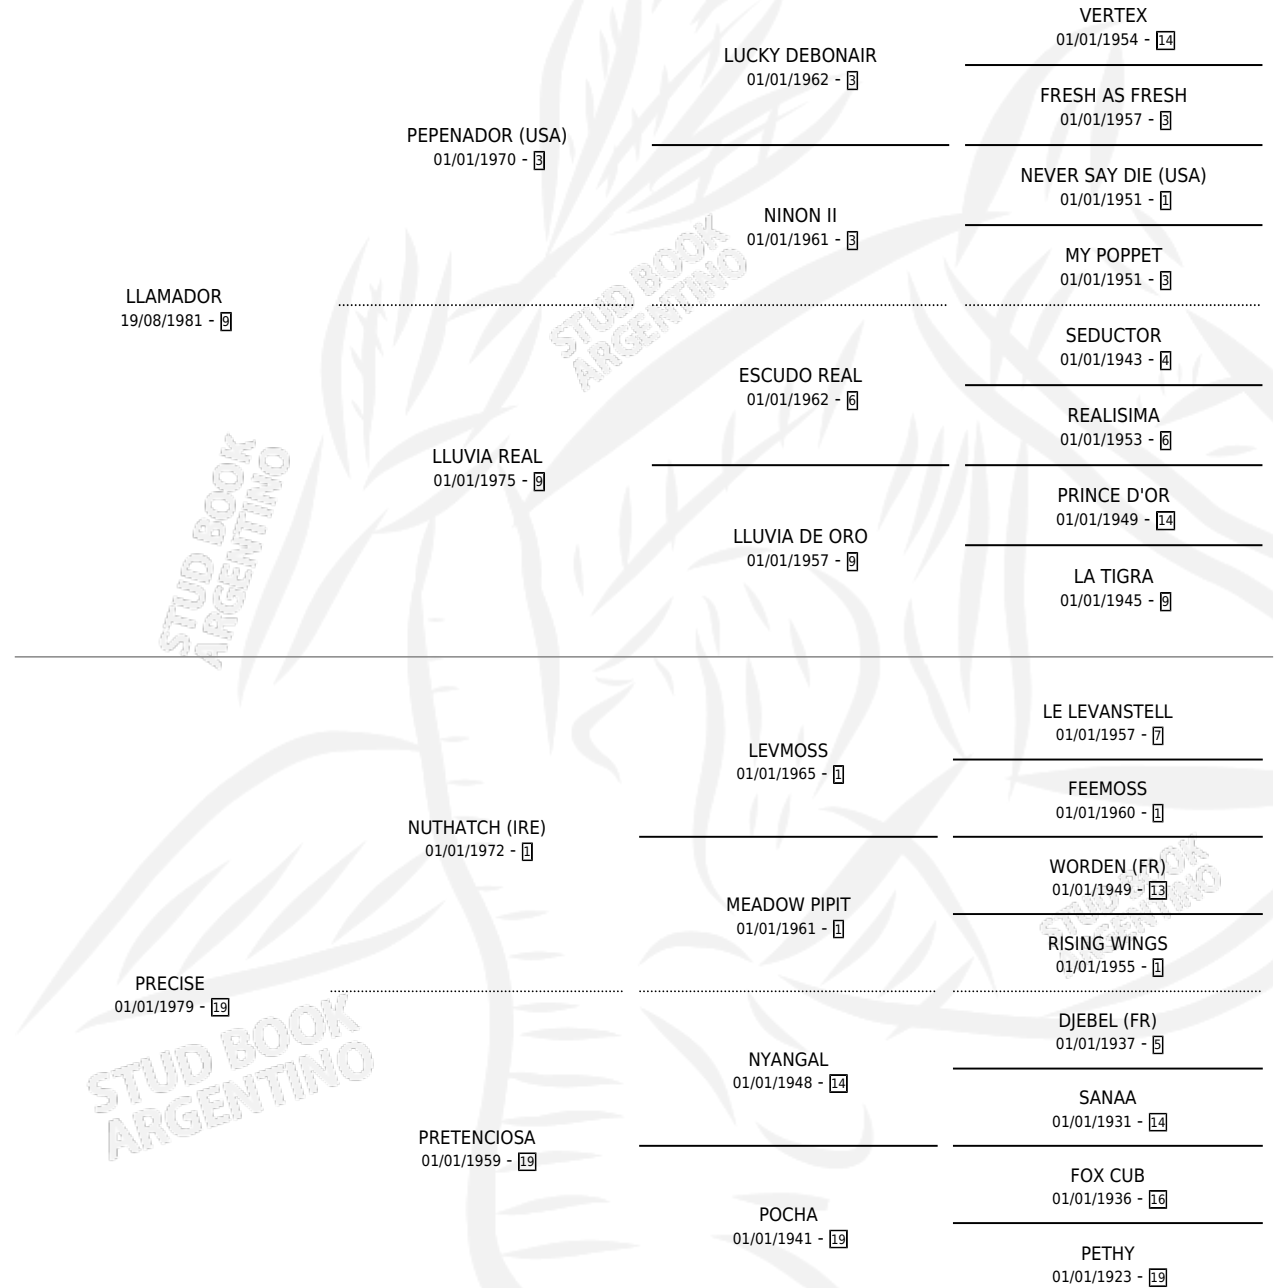 VERTEX
01/01/1954 - 14
LUCKY DEBONAIR
01/01/1962 - 3
FRESH AS FRESH
01/01/1957 - 3
PEPENADOR (USA)
01/01/1970 - 3
NEVER SAY DIE (USA)
01/01/1951 - 1
NINON II
01/01/1961 - 3
MY POPPET
01/01/1951 - 3
LLAMADOR
19/08/1981 - 9
STUD BOOK
ARGENTINO
SEDUCTOR
01/01/1943 - 4
ESCUDO REAL
01/01/1962 - 6
REALISIMA
01/01/1953 - 6
LLUVIA REAL
01/01/1975 - 9
PRINCE D'OR
01/01/1949 - 14
LLUVIA DE ORO
01/01/1957 - 9
LA TIGRA
01/01/1945 - 9
STUD BOOK
ARGENTINO
LE LEVANSTELL
01/01/1957 - 7
LEVMOSS
01/01/1965 - 1
FEEMOSS
01/01/1960 - 1
NUTHATCH (IRE)
01/01/1972 - 1
WORDEN (FR)
01/01/1949 - 13
MEADOW PIPIT
01/01/1961 - 1
STUD BOOK
ARGENTINO
RISING WINGS
01/01/1955 - 1
PRECISE
01/01/1979 - 19
DJEBEL (FR)
01/01/1937 - 5
NYANGAL
01/01/1948 - 14
STUD BOOK
ARGENTINO
SANAA
01/01/1931 - 14
PRETENCIOSA
01/01/1959 - 19
FOX CUB
01/01/1936 - 16
POCHA
01/01/1941 - 19
PETHY
01/01/1923 - 19